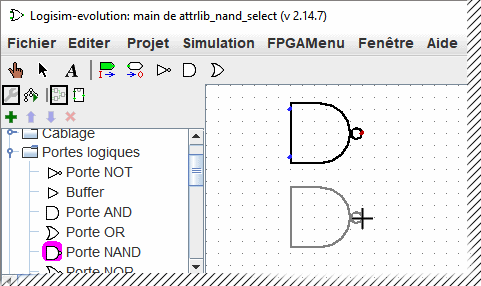 Logisim-evolution: main de attrlib_nand_select (v 2.14.7)
Fichier Editer Projet Simulation FPGAMenu Fenêtre Aide
A
Câblage
Portes logiques
Porte NOT
Buffer
Porte AND
Porte OR
Porte NAND
Porte NOR